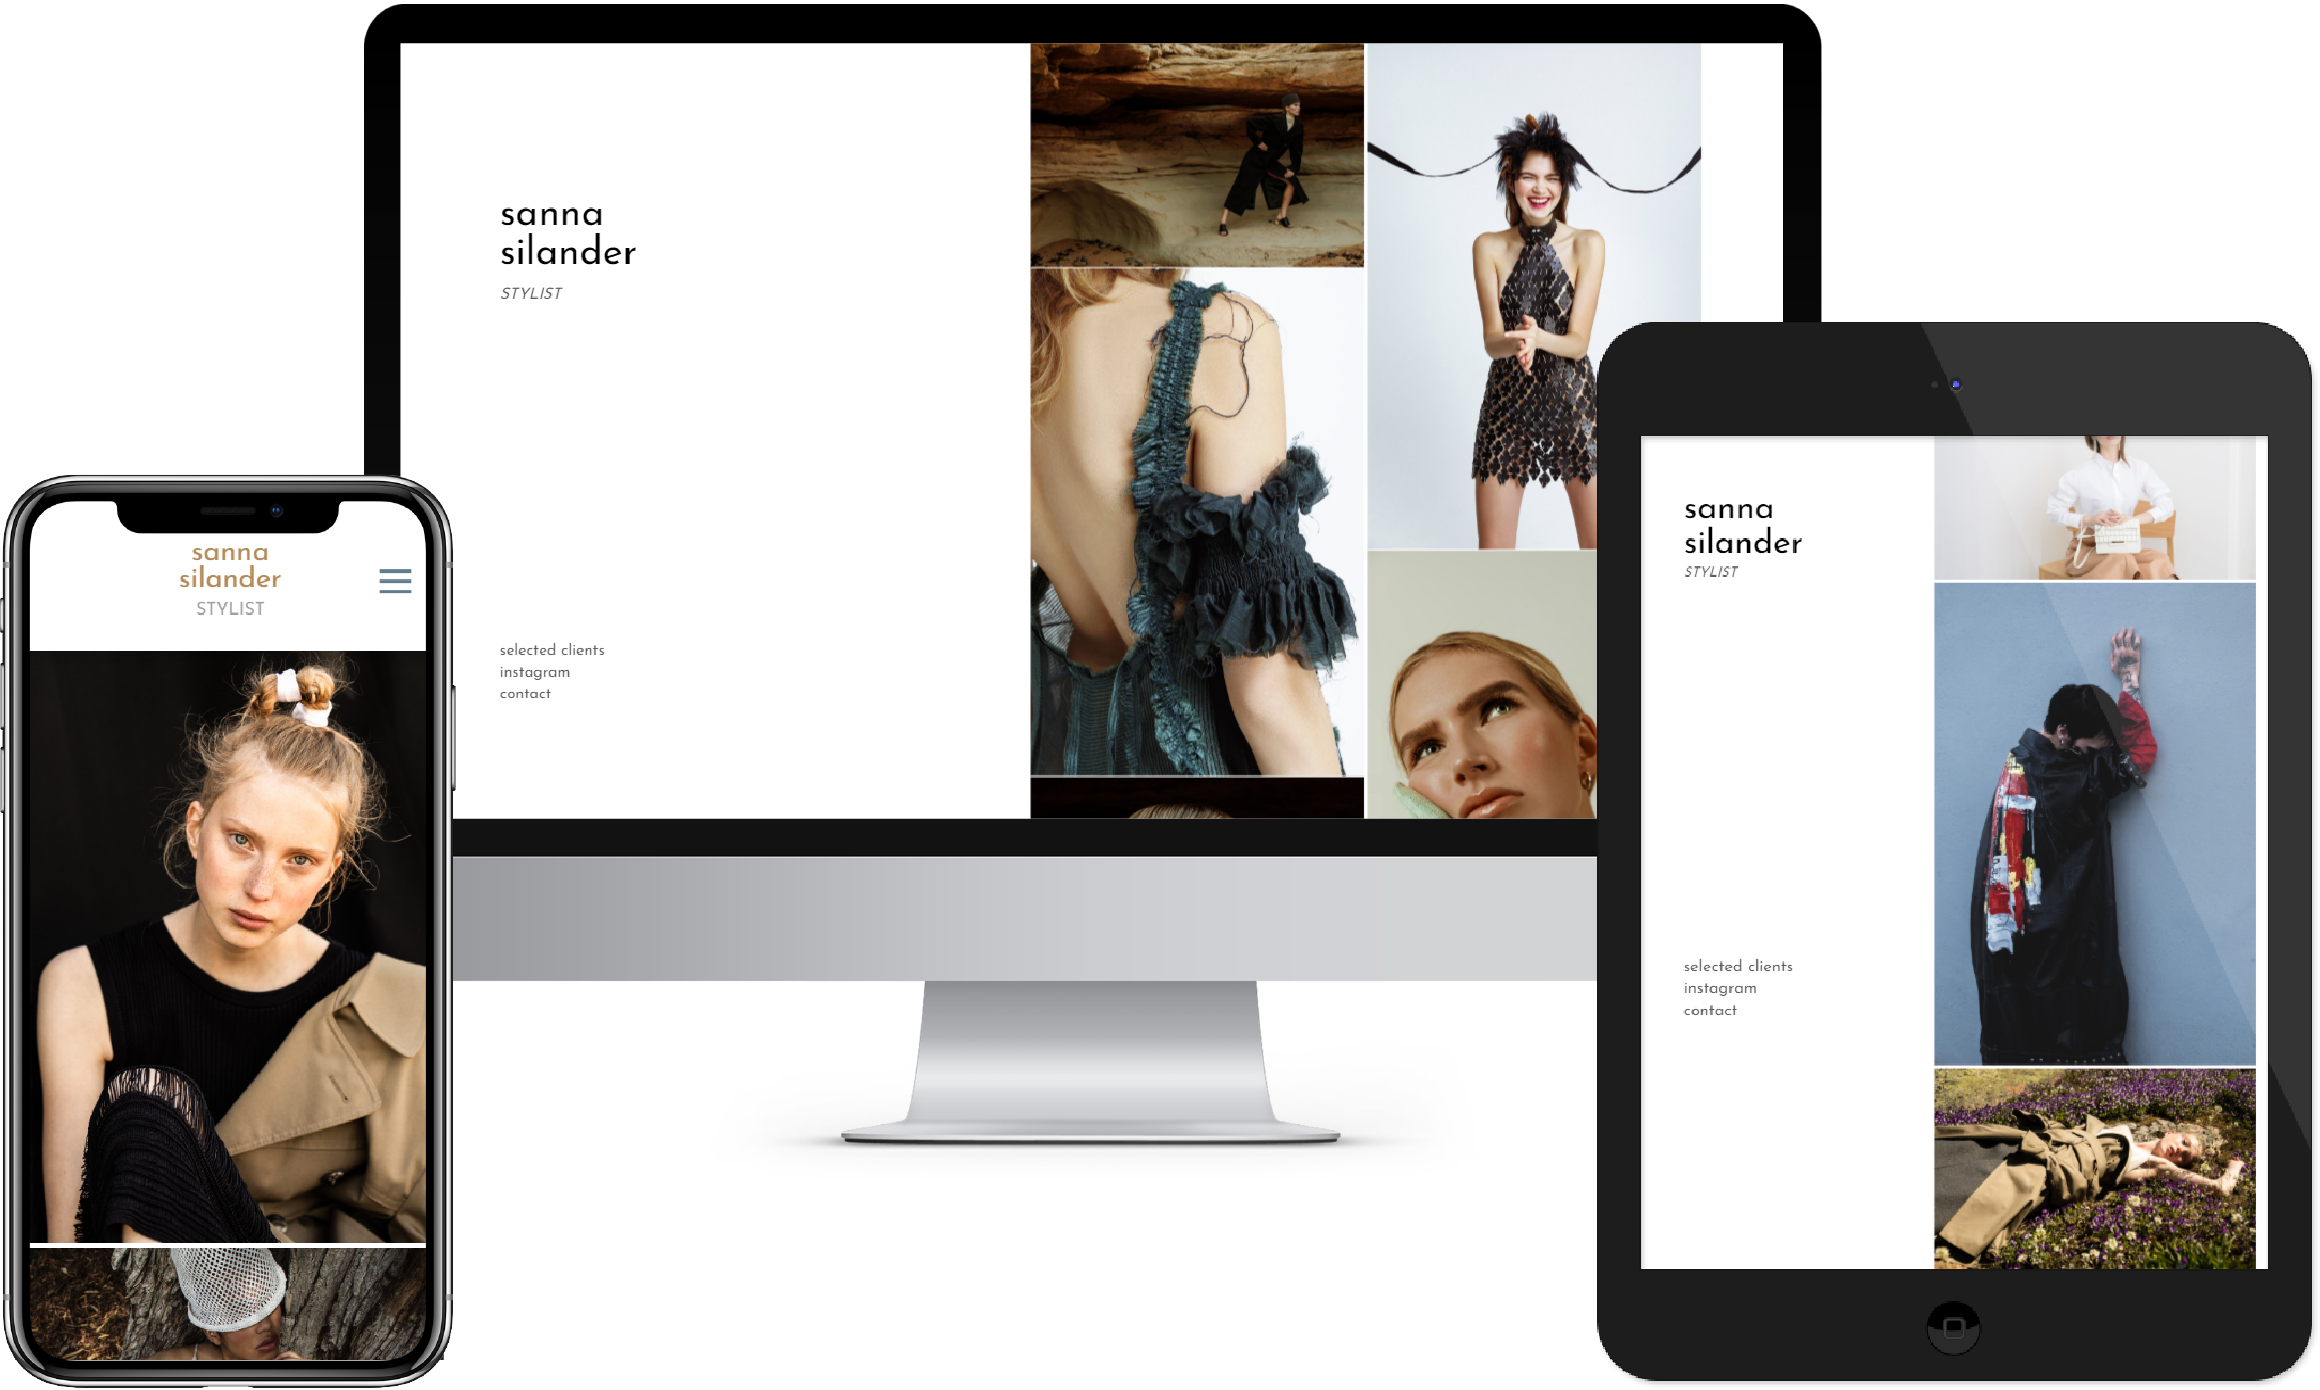 sanna
silander
STYLIST
selected clients
instagram
contact
sanna
silander
STYLIST
sanna
silander
STYLIST
selected clients
instagram
contact